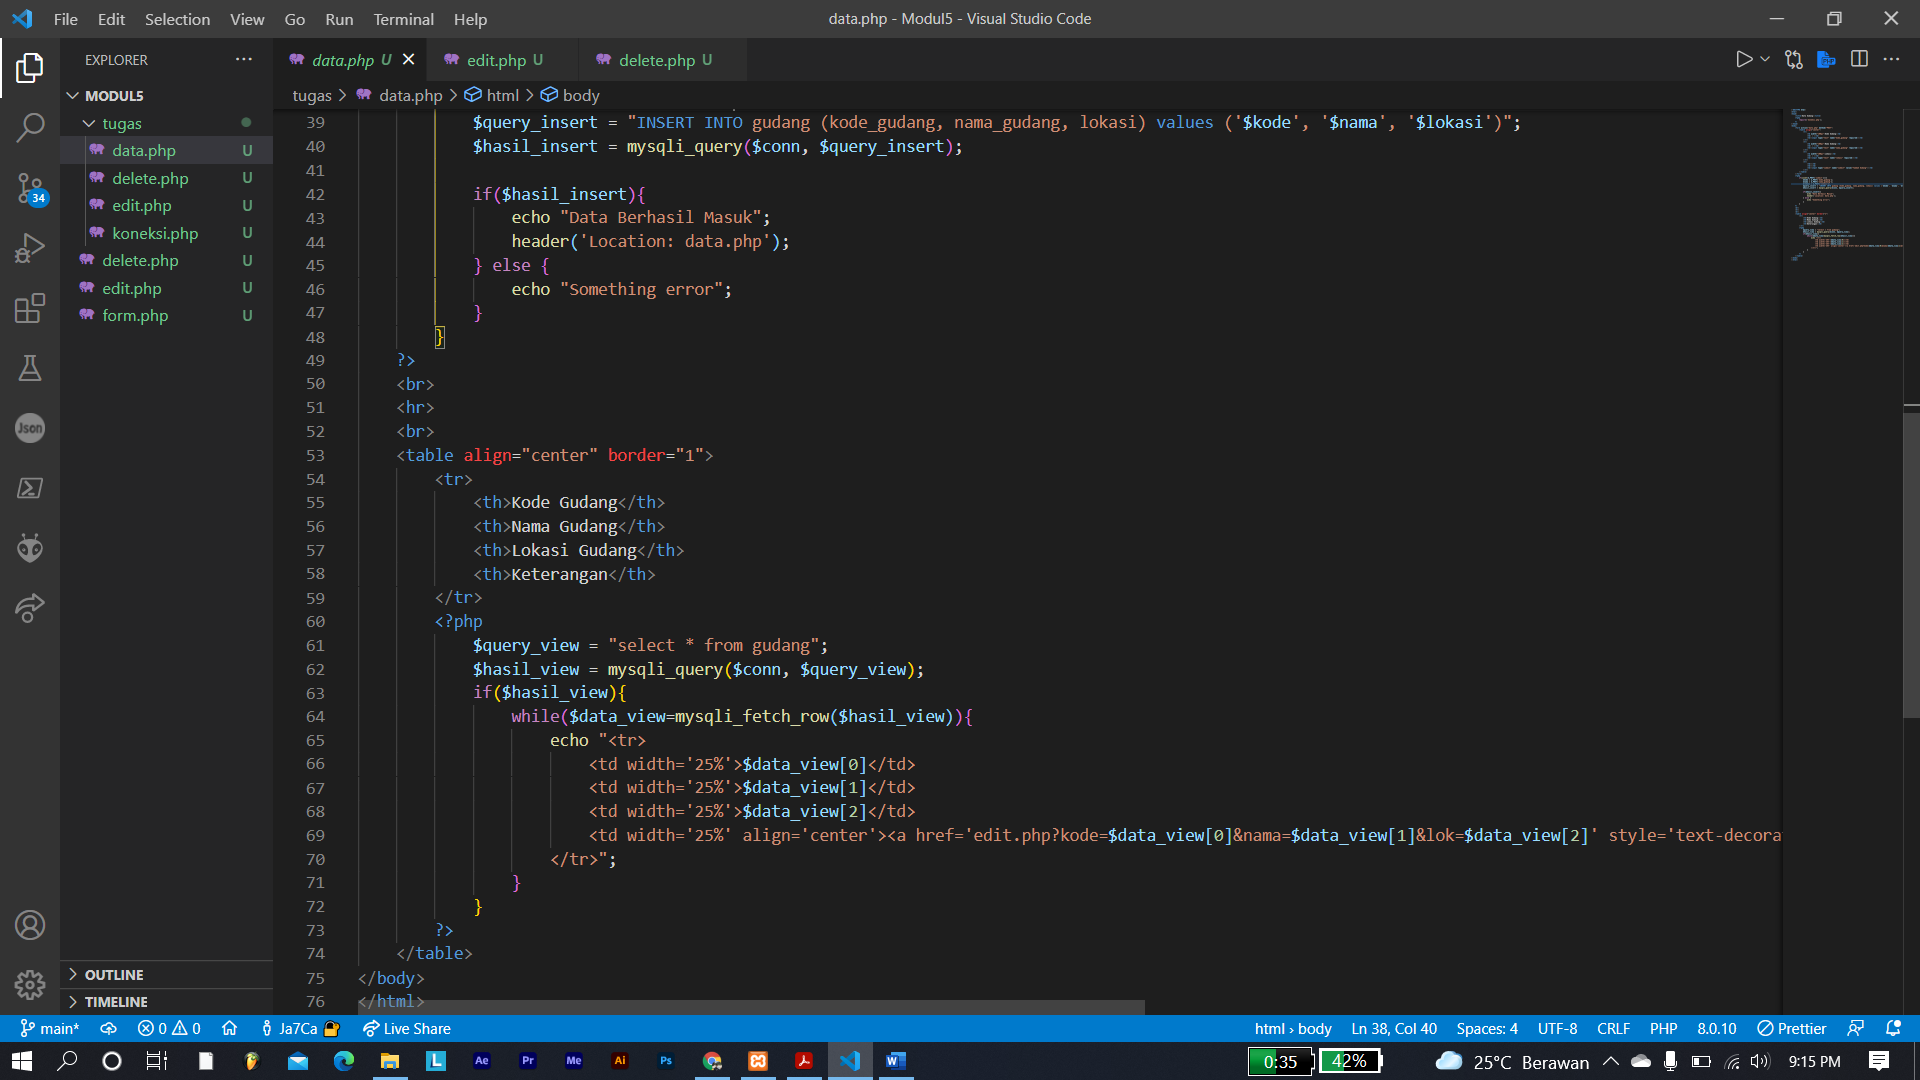 File Edit Selection View Go Run Terminal Help
data.php - Modul5 - Visual Studio Code
EXPLORER
data.php U
edit.php U
delete.php U
MODUL5
tugas
data.php U
delete.php U
edit.php U
koneksi.php U
delete.php U
edit.php U
form.php U
34
Json
OUTLINE
TIMELINE
tugas > data.php > html > body
39 $query_insert = "INSERT INTO gudang (kode_gudang, nama_gudang, lokasi) values ('$kode', '$nama', '$lokasi')";
40 $hasil_insert = mysqli_query($conn, $query_insert);
41
42 if($hasil_insert){
43 echo "Data Berhasil Masuk";
44 header('Location: data.php');
45 } else {
46 echo "Something error";
47 }
48 }
49 ?>
50 <br>
51 <hr>
52 <br>
53 <table align="center" border="1">
54 <tr>
55 <th>Kode Gudang</th>
56 <th>Nama Gudang</th>
57 <th>Lokasi Gudang</th>
58 <th>Keterangan</th>
59 </tr>
60 <?php
61 $query_view = "select * from gudang";
62 $hasil_view = mysqli_query($conn, $query_view);
63 if($hasil_view){
64 while($data_view=mysqli_fetch_row($hasil_view)){
65 echo "<tr>
66 <td width='25%'>$data_view[0]</td>
67 <td width='25%'>$data_view[1]</td>
68 <td width='25%'>$data_view[2]</td>
69 <td width='25%' align='center'><a href='edit.php?kode=$data_view[0]&nama=$data_view[1]&lok=$data_view[2]' style='text-decora
70 </tr>";
71 }
72 }
73 ?>
74 </table>
75 </body>
76 </html>
main* 0 0 Ja7Ca Live Share
html > body Ln 38, Col 40 Spaces: 4 UTF-8 CRLF PHP 8.0.10 Prettier
L Ae Pr Me Ai Ps
0:35 42% 25°C Berawan 9:15 PM